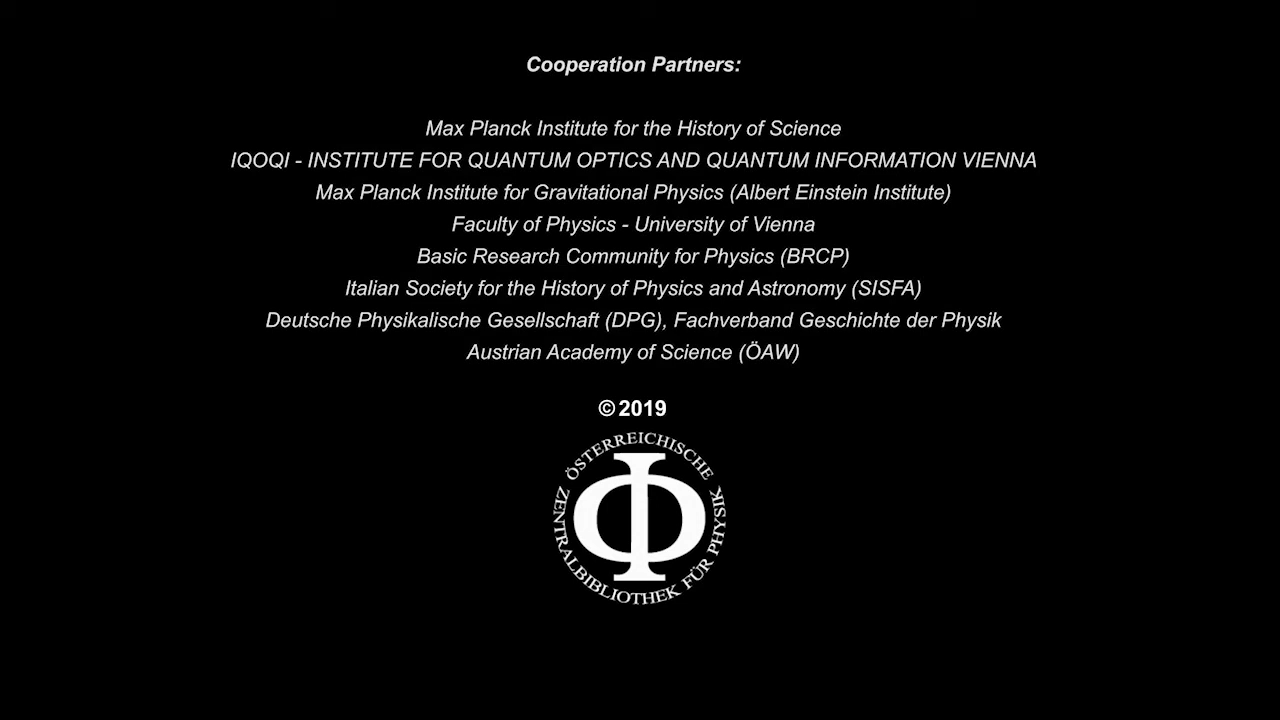 Cooperation Partners:
Max Planck Institute for the History of Science
IQOQI - INSTITUTE FOR QUANTUM OPTICS AND QUANTUM INFORMATION VIENNA
Max Planck Institute for Gravitational Physics (Albert Einstein Institute)
Faculty of Physics - University of Vienna
Basic Research Community for Physics (BRCP)
Italian Society for the History of Physics and Astronomy (SISFA)
Deutsche Physikalische Gesellschaft (DPG), Fachverband Geschichte der Physik
Austrian Academy of Science (ÖAW)
© 2019
ÖSTERREICHISCHE ZENTRALBIBLIOTHEK FÜR PHYSIK
Φ